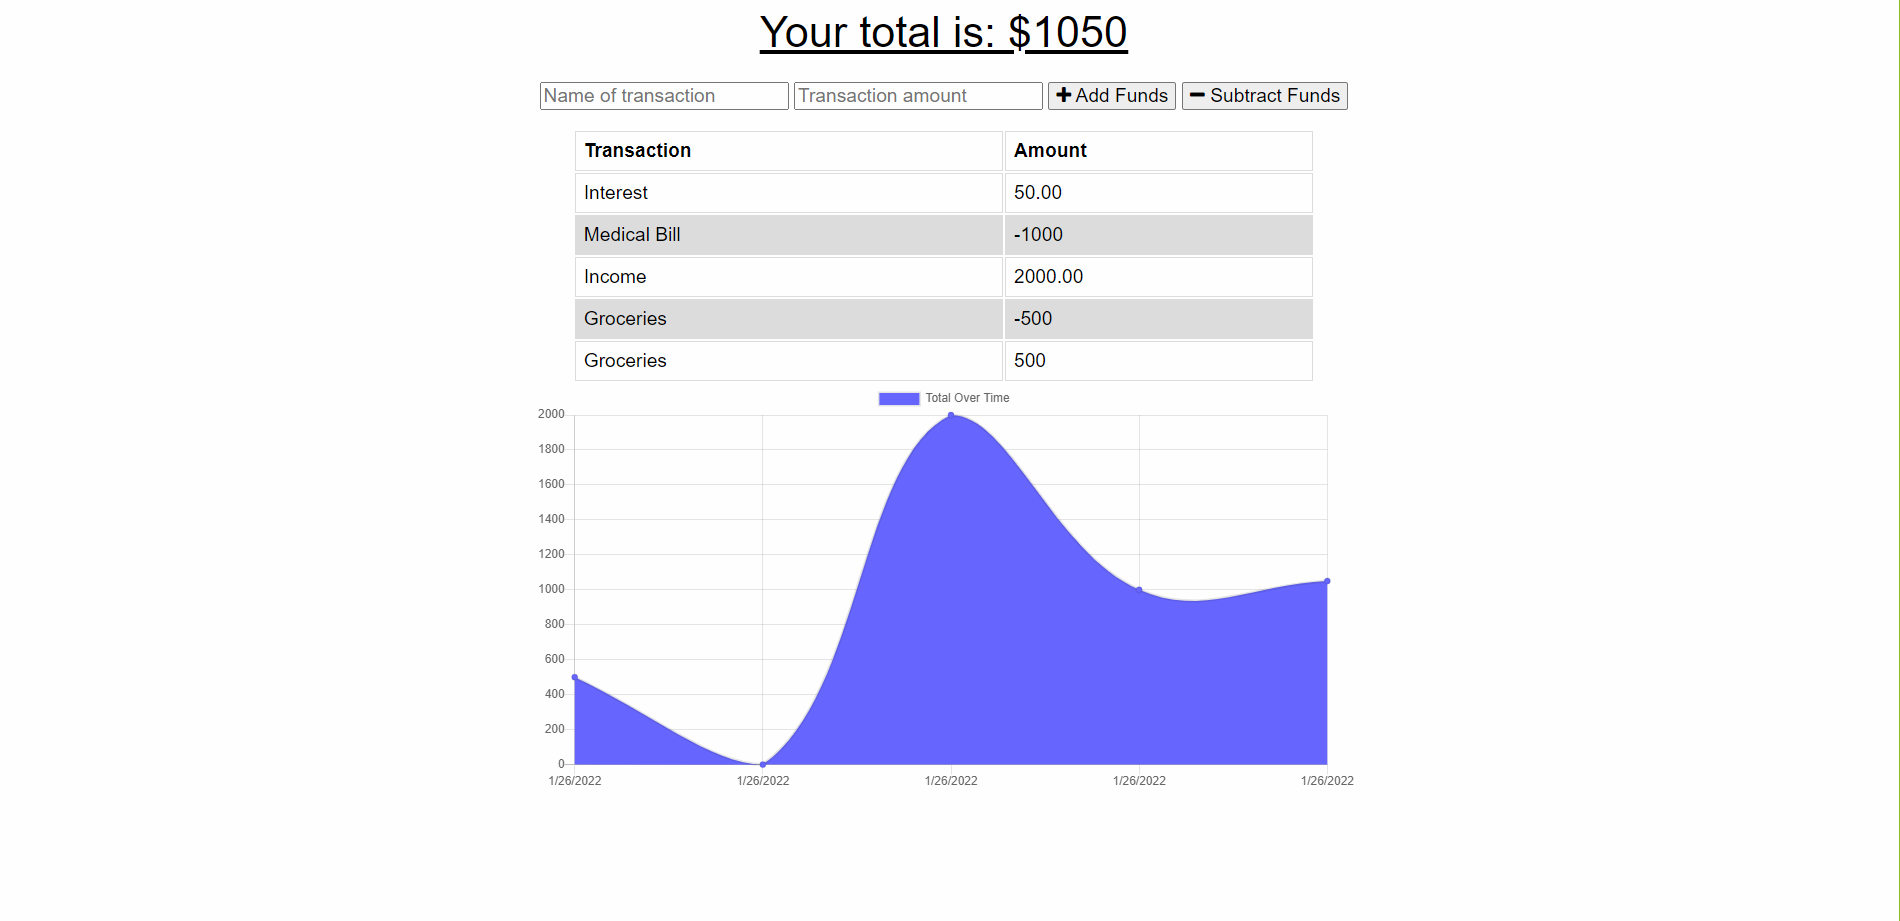 Your total is: $1050
Name of transaction Transaction amount Add Funds Subtract Funds
Transaction Amount
Interest 50.00
Medical Bill -1000
Income 2000.00
Groceries -500
Groceries 500
Total Over Time
2000
1800
1600
1400
1200
1000
800
600
400
200
0
1/26/2022 1/26/2022 1/26/2022 1/26/2022 1/26/2022